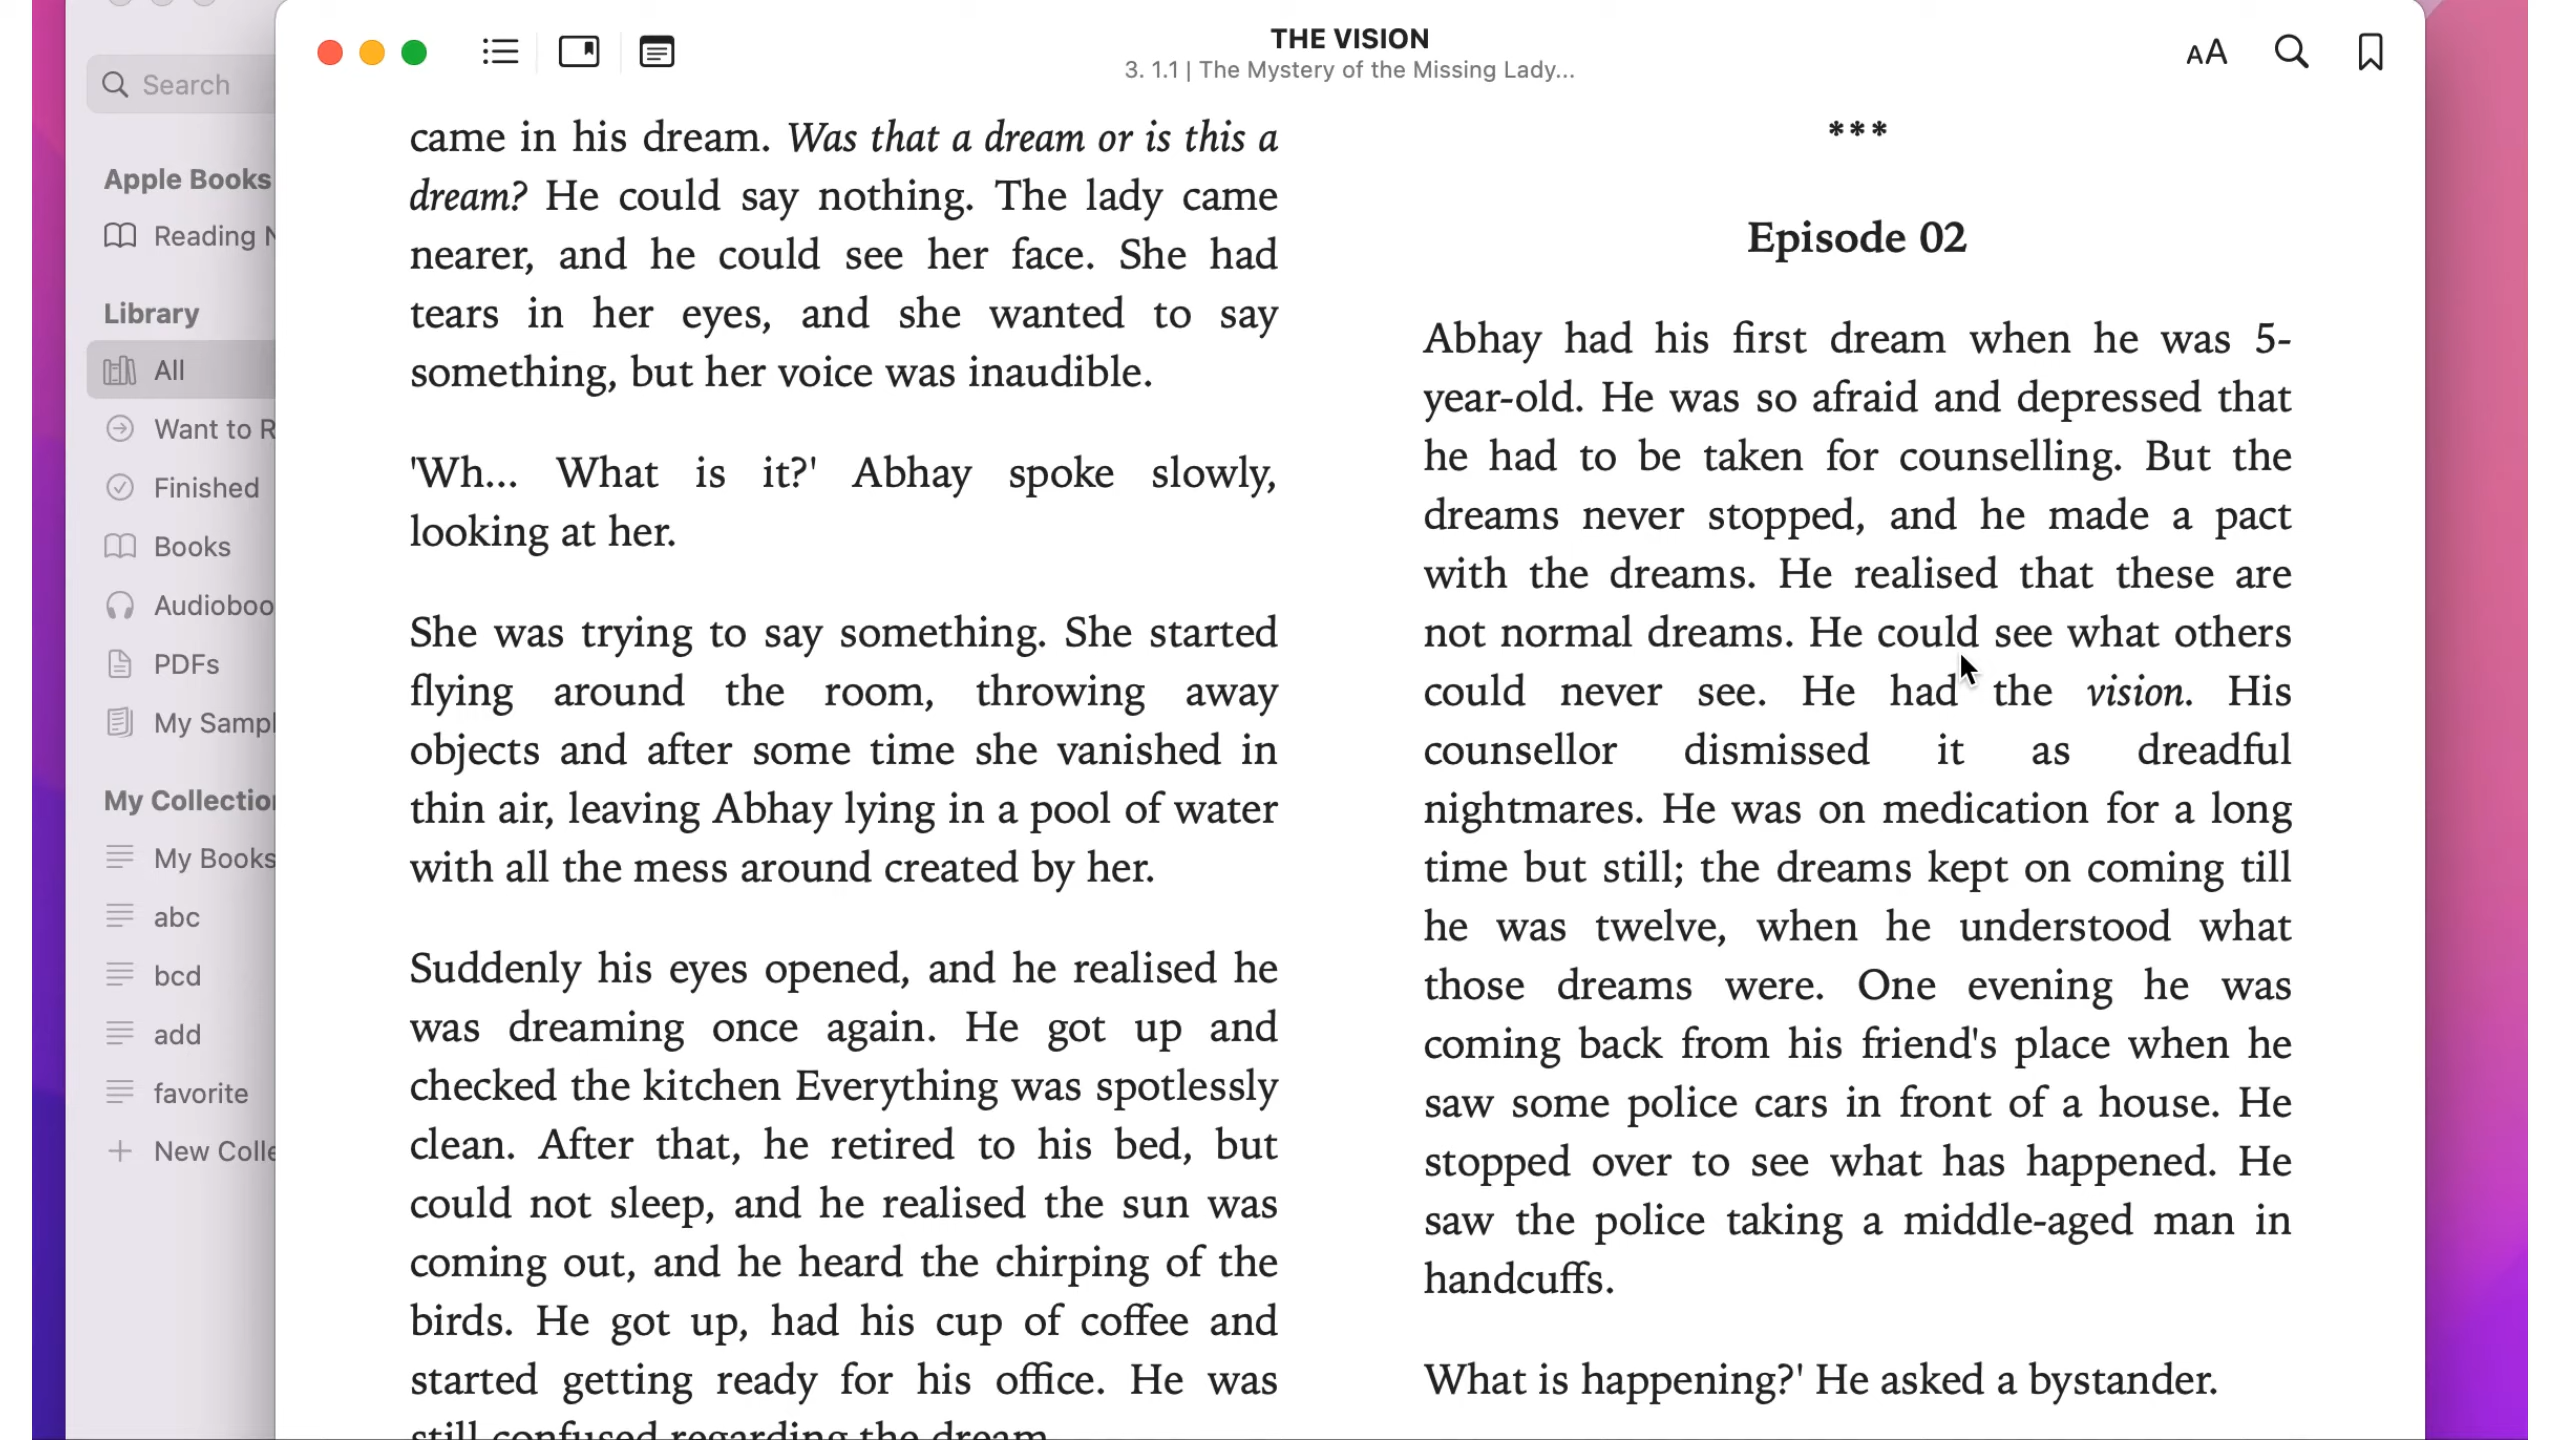 Search
Apple Books
Reading N
Library
All
Want to R
Finished
Books
Audioboo
PDFs
My Sampl
My Collection
My Books
abc
bcd
add
favorite
New Colle
THE VISION
3. 1.1 | The Mystery of the Missing Lady...
AA
came in his dream. Was that a dream or is this a
dream? He could say nothing. The lady came
nearer, and he could see her face. She had
tears in her eyes, and she wanted to say
something, but her voice was inaudible.
'Wh... What is it?' Abhay spoke slowly,
looking at her.
She was trying to say something. She started
flying around the room, throwing away
objects and after some time she vanished in
thin air, leaving Abhay lying in a pool of water
with all the mess around created by her.
Suddenly his eyes opened, and he realised he
was dreaming once again. He got up and
checked the kitchen Everything was spotlessly
clean. After that, he retired to his bed, but
could not sleep, and he realised the sun was
coming out, and he heard the chirping of the
birds. He got up, had his cup of coffee and
started getting ready for his office. He was
still confused regarding the dream.
***
Episode 02
Abhay had his first dream when he was 5-
year-old. He was so afraid and depressed that
he had to be taken for counselling. But the
dreams never stopped, and he made a pact
with the dreams. He realised that these are
not normal dreams. He could see what others
could never see. He had the vision. His
counsellor dismissed it as dreadful
nightmares. He was on medication for a long
time but still; the dreams kept on coming till
he was twelve, when he understood what
those dreams were. One evening he was
coming back from his friend's place when he
saw some police cars in front of a house. He
stopped over to see what has happened. He
saw the police taking a middle-aged man in
handcuffs.
What is happening?' He asked a bystander.